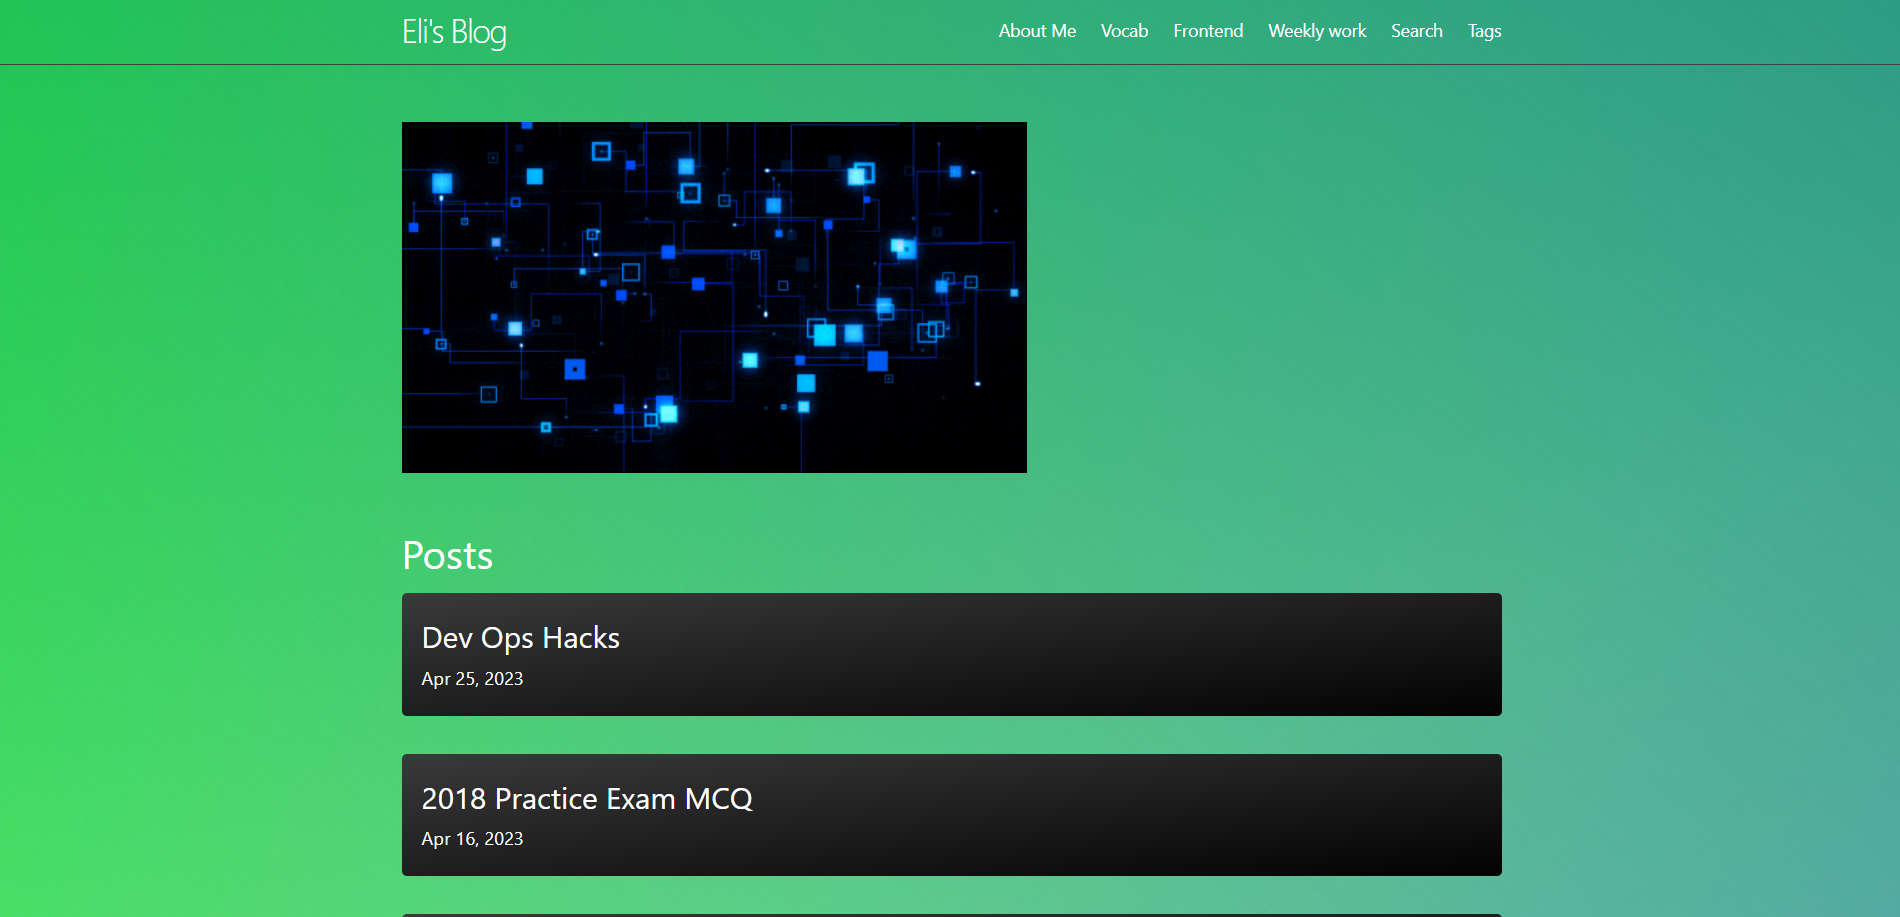 Eli's Blog
About Me Vocab Frontend Weekly work Search Tags
Posts
Dev Ops Hacks
Apr 25, 2023
2018 Practice Exam MCQ
Apr 16, 2023